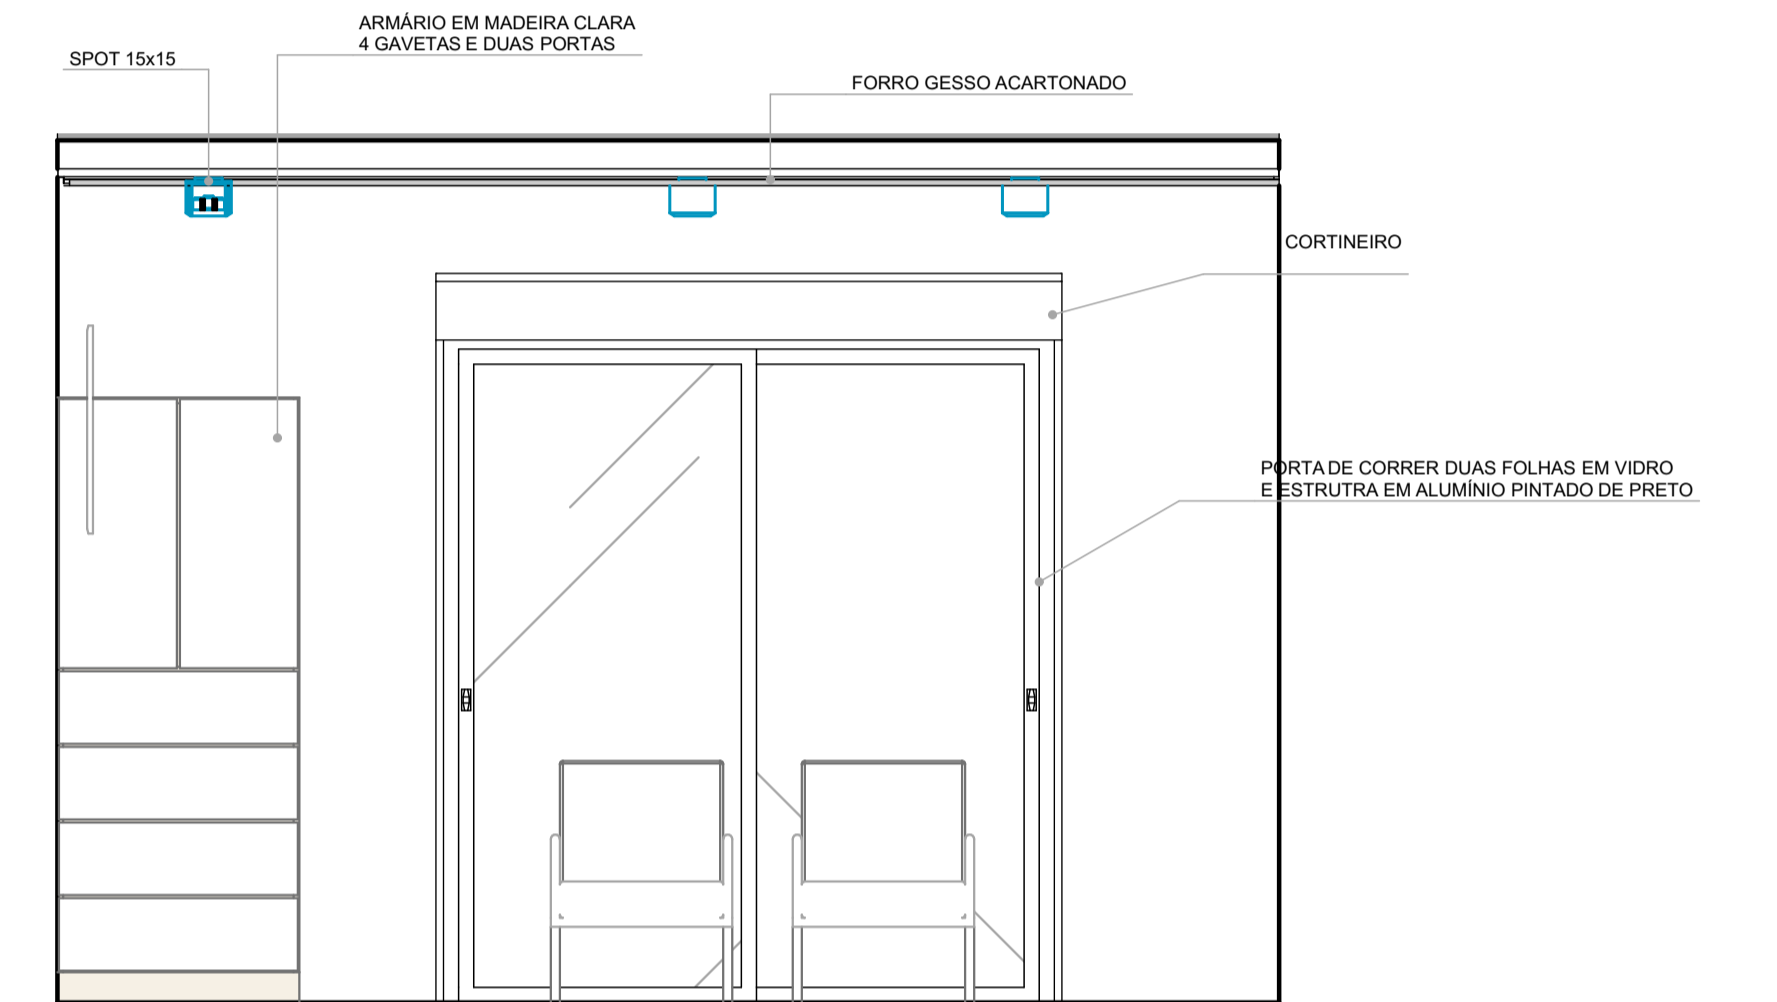 ARMÁRIO EM MADEIRA CLARA
4 GAVETAS E DUAS PORTAS
SPOT 15x15
FORRO GESSO ACARTONADO
CORTINEIRO
PORTA DE CORRER DUAS FOLHAS EM VIDRO
E ESTRUTRA EM ALUMÍNIO PINTADO DE PRETO